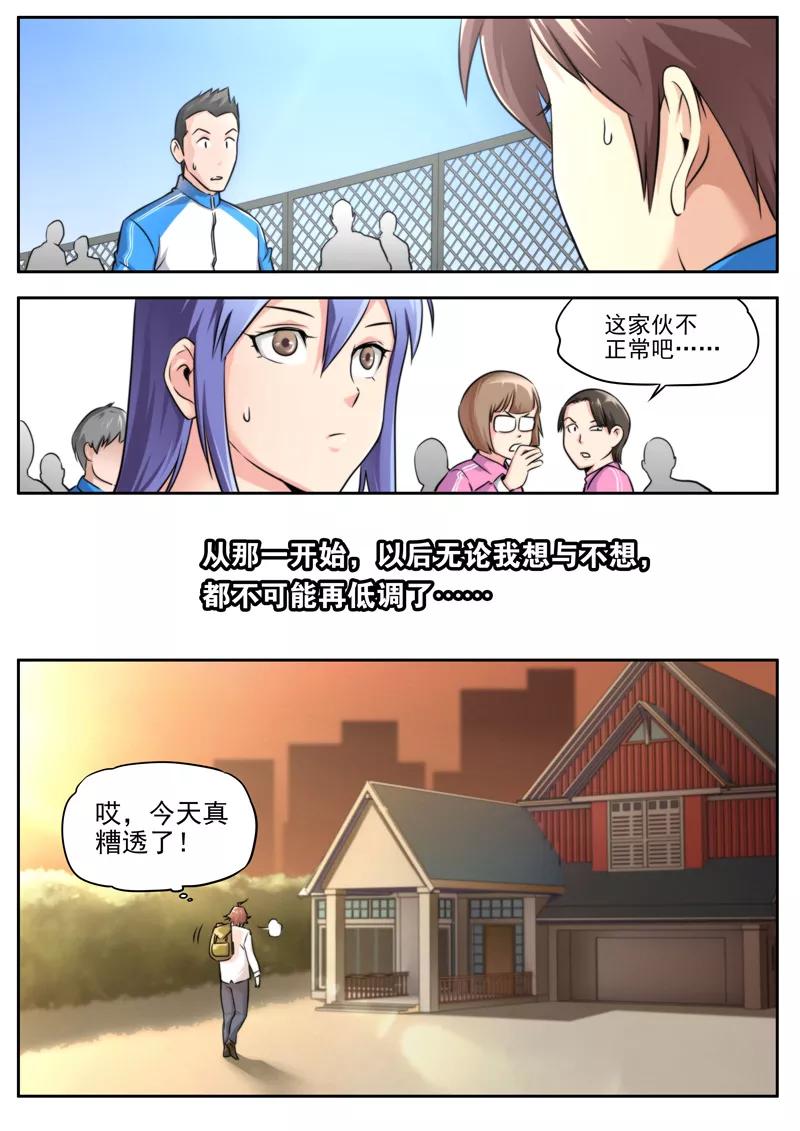 这家伙不
正常吧……
从那一开始，以后无论我想与不想，
都不可能再低调了……
哎，今天真
糟透了！